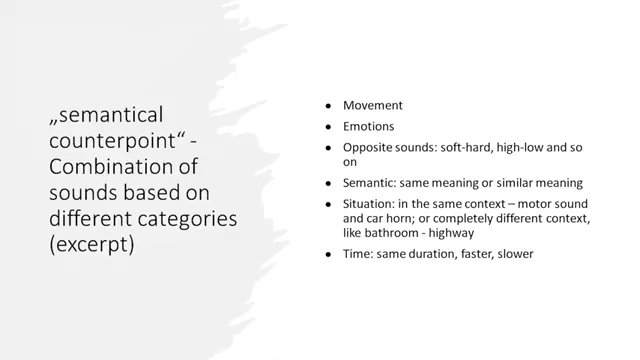 „semantical
counterpoint“ -
Combination of
sounds based on
different categories
(excerpt)
● Movement
● Emotions
● Opposite sounds: soft-hard, high-low and so
on
● Semantic: same meaning or similar meaning
● Situation: in the same context – motor sound
and car horn; or completely different context,
like bathroom - highway
● Time: same duration, faster, slower